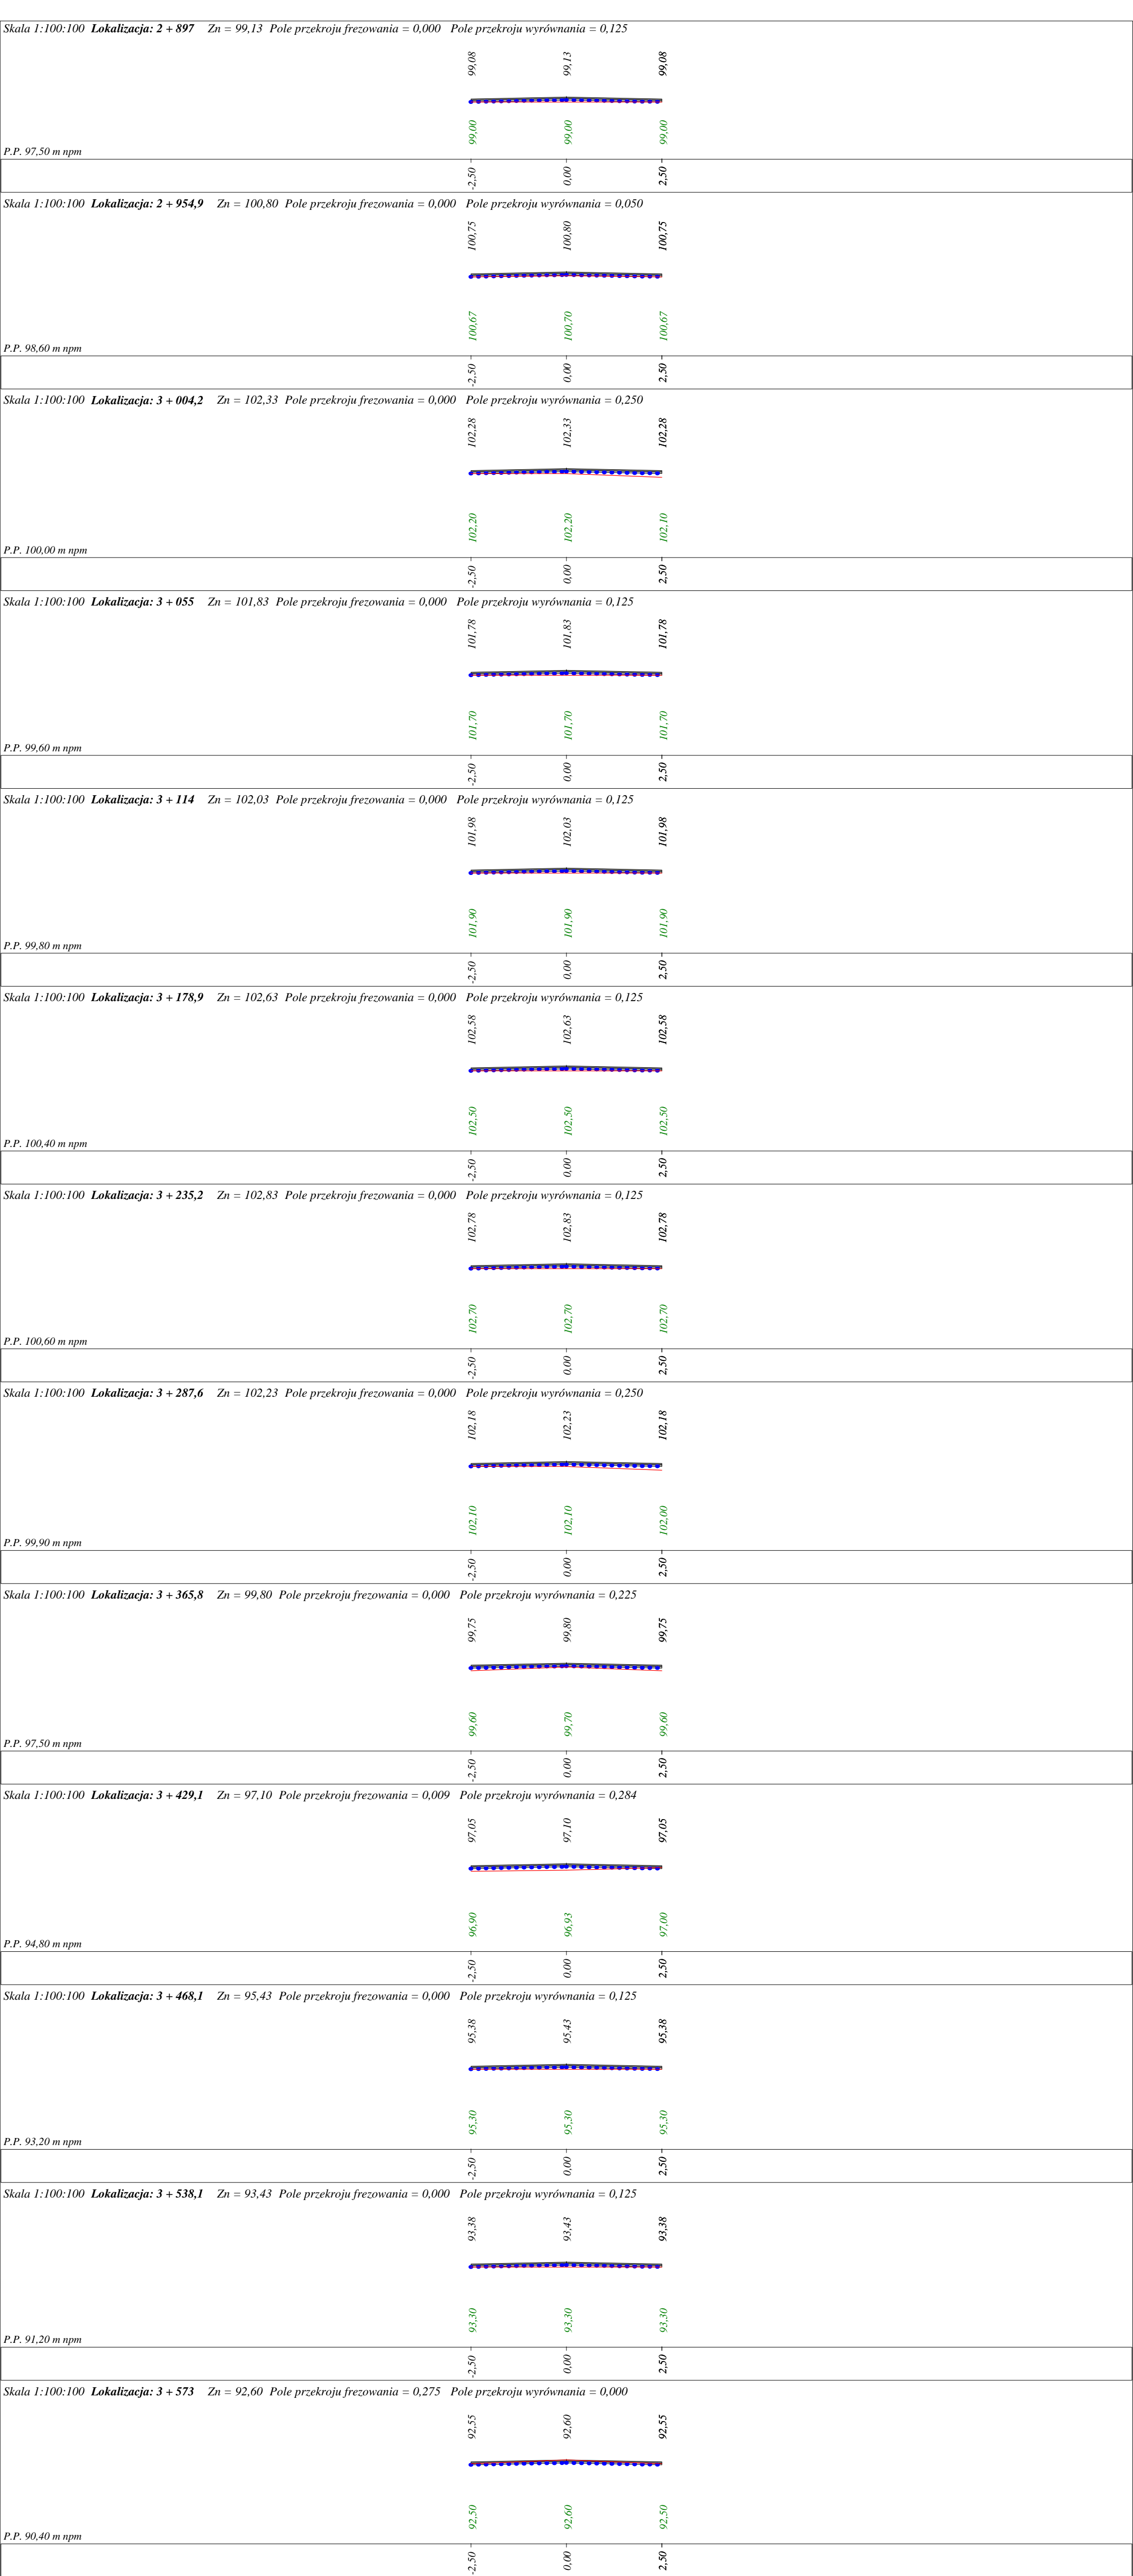 Skala 1:100:100 Lokalizacja: 2 + 897 Zn = 99,13 Pole przekroju frezowania = 0,000 Pole przekroju wyrównania = 0,125
99,08 99,13 99,08
99,00 99,00 99,00
P.P. 97,50 m npm
-2,50 0,00 2,50
Skala 1:100:100 Lokalizacja: 2 + 954,9 Zn = 100,80 Pole przekroju frezowania = 0,000 Pole przekroju wyrównania = 0,050
100,75 100,80 100,75
100,67 100,70 100,67
P.P. 98,60 m npm
-2,50 0,00 2,50
Skala 1:100:100 Lokalizacja: 3 + 004,2 Zn = 102,33 Pole przekroju frezowania = 0,000 Pole przekroju wyrównania = 0,250
102,28 102,33 102,28
102,20 102,20 102,10
P.P. 100,00 m npm
-2,50 0,00 2,50
Skala 1:100:100 Lokalizacja: 3 + 055 Zn = 101,83 Pole przekroju frezowania = 0,000 Pole przekroju wyrównania = 0,125
101,78 101,83 101,78
101,70 101,70 101,70
P.P. 99,60 m npm
-2,50 0,00 2,50
Skala 1:100:100 Lokalizacja: 3 + 114 Zn = 102,03 Pole przekroju frezowania = 0,000 Pole przekroju wyrównania = 0,125
101,98 102,03 101,98
101,90 101,90 101,90
P.P. 99,80 m npm
-2,50 0,00 2,50
Skala 1:100:100 Lokalizacja: 3 + 178,9 Zn = 102,63 Pole przekroju frezowania = 0,000 Pole przekroju wyrównania = 0,125
102,58 102,63 102,58
102,50 102,50 102,50
P.P. 100,40 m npm
-2,50 0,00 2,50
Skala 1:100:100 Lokalizacja: 3 + 235,2 Zn = 102,83 Pole przekroju frezowania = 0,000 Pole przekroju wyrównania = 0,125
102,78 102,83 102,78
102,70 102,70 102,70
P.P. 100,60 m npm
-2,50 0,00 2,50
Skala 1:100:100 Lokalizacja: 3 + 287,6 Zn = 102,23 Pole przekroju frezowania = 0,000 Pole przekroju wyrównania = 0,250
102,18 102,23 102,18
102,10 102,10 102,00
P.P. 99,90 m npm
-2,50 0,00 2,50
Skala 1:100:100 Lokalizacja: 3 + 365,8 Zn = 99,80 Pole przekroju frezowania = 0,000 Pole przekroju wyrównania = 0,225
99,75 99,80 99,75
99,60 99,70 99,60
P.P. 97,50 m npm
-2,50 0,00 2,50
Skala 1:100:100 Lokalizacja: 3 + 429,1 Zn = 97,10 Pole przekroju frezowania = 0,009 Pole przekroju wyrównania = 0,284
97,05 97,10 97,05
96,90 96,93 97,00
P.P. 94,80 m npm
-2,50 0,00 2,50
Skala 1:100:100 Lokalizacja: 3 + 468,1 Zn = 95,43 Pole przekroju frezowania = 0,000 Pole przekroju wyrównania = 0,125
95,38 95,43 95,38
95,30 95,30 95,30
P.P. 93,20 m npm
-2,50 0,00 2,50
Skala 1:100:100 Lokalizacja: 3 + 538,1 Zn = 93,43 Pole przekroju frezowania = 0,000 Pole przekroju wyrównania = 0,125
93,38 93,43 93,38
93,30 93,30 93,30
P.P. 91,20 m npm
-2,50 0,00 2,50
Skala 1:100:100 Lokalizacja: 3 + 573 Zn = 92,60 Pole przekroju frezowania = 0,275 Pole przekroju wyrównania = 0,000
92,55 92,60 92,55
92,50 92,60 92,50
P.P. 90,40 m npm
-2,50 0,00 2,50